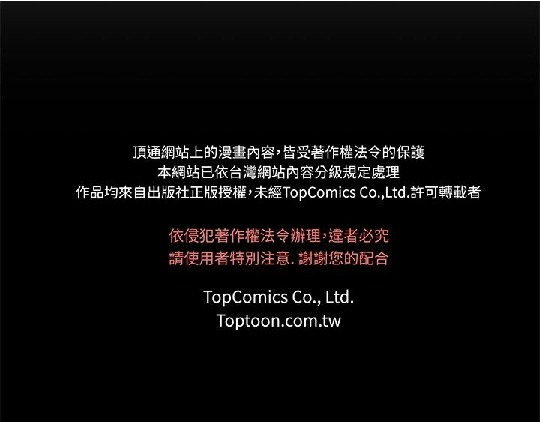 頂通網站上的漫畫內容，皆受著作權法令的保護
本網站已依台灣網站內容分級規定處理
作品均來自出版社正版授權，未經TopComics Co.,Ltd.許可轉載者
依侵犯著作權法令辦理，違者必究
請使用者特別注意. 謝謝您的配合
TopComics Co., Ltd.
Toptoon.com.tw